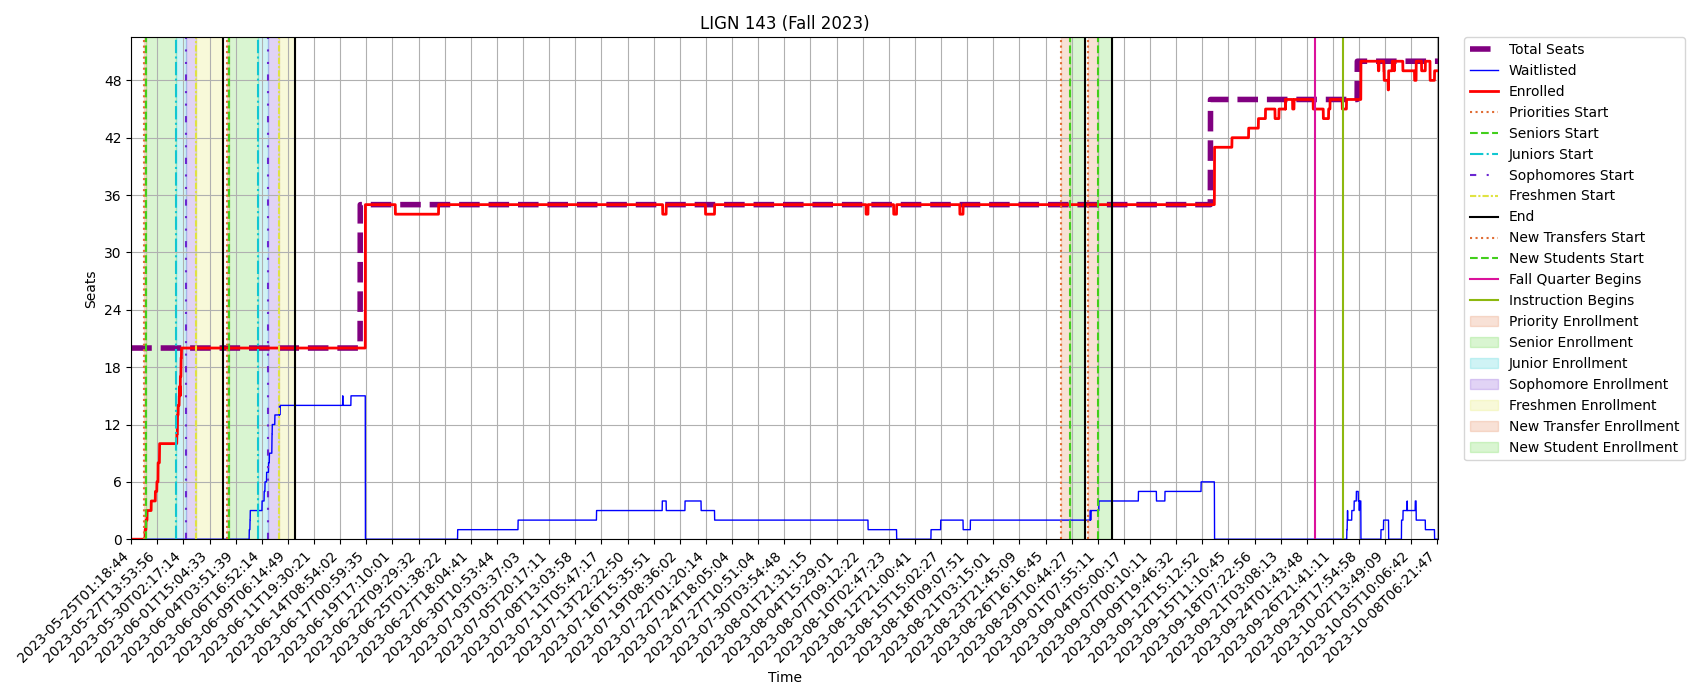 LIGN 143 (Fall 2023)
Seats
48
42
36
30
24
18
12
6
0
2023-05-25T01:18:44
2023-05-27T13:53:56
2023-05-30T02:17:14
2023-06-01T15:04:33
2023-06-04T03:51:39
2023-06-06T16:52:14
2023-06-09T06:14:49
2023-06-11T19:30:21
2023-06-14T08:54:02
2023-06-17T00:59:35
2023-06-19T17:10:01
2023-06-22T09:29:32
2023-06-25T01:38:22
2023-06-27T18:04:41
2023-06-30T10:53:44
2023-07-03T03:37:03
2023-07-05T20:17:11
2023-07-08T13:03:58
2023-07-11T05:47:17
2023-07-13T22:22:50
2023-07-16T15:35:51
2023-07-19T08:36:02
2023-07-22T01:20:14
2023-07-24T18:05:04
2023-07-27T10:51:04
2023-07-30T03:54:48
2023-08-01T21:31:15
2023-08-04T15:29:01
2023-08-07T09:12:22
2023-08-10T02:47:23
2023-08-12T21:00:41
2023-08-15T15:02:27
2023-08-18T09:07:51
2023-08-21T03:15:01
2023-08-23T21:45:09
2023-08-26T16:16:45
2023-08-29T10:44:27
2023-09-01T07:55:11
2023-09-04T05:00:17
2023-09-07T00:10:11
2023-09-09T19:46:32
2023-09-12T15:12:52
2023-09-15T11:10:45
2023-09-18T07:22:56
2023-09-21T03:08:13
2023-09-24T01:43:48
2023-09-26T21:41:11
2023-09-29T17:54:58
2023-10-02T13:49:09
2023-10-05T10:06:42
2023-10-08T06:21:47
Time
Total Seats
Waitlisted
Enrolled
Priorities Start
Seniors Start
Juniors Start
Sophomores Start
Freshmen Start
End
New Transfers Start
New Students Start
Fall Quarter Begins
Instruction Begins
Priority Enrollment
Senior Enrollment
Junior Enrollment
Sophomore Enrollment
Freshmen Enrollment
New Transfer Enrollment
New Student Enrollment